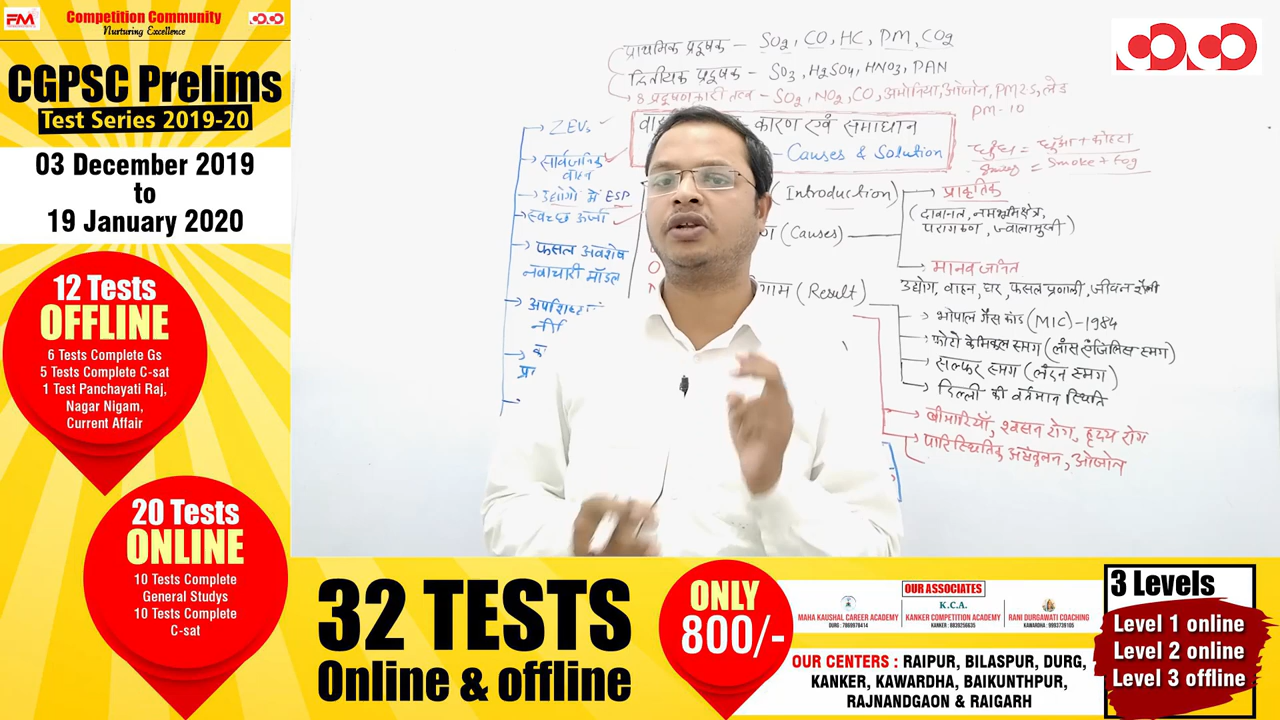 FM
Competition Community
Nurturing Excellence
CGPSC Prelims
Test Series 2019-20
03 December 2019
to
19 January 2020
12 Tests
OFFLINE
6 Tests Complete Gs
5 Tests Complete C-sat
1 Test Panchayati Raj,
Nagar Nigam,
Current Affair
20 Tests
ONLINE
10 Tests Complete
General Studys
10 Tests Complete
C-sat
प्राथमिक प्रदूषक – SO2, CO, HC, PM, CO2
द्वितीयक प्रदूषक – SO3, H2SO4, HNO3, PAN
8 प्रदूषणकारी तत्व – SO2, NO2, CO, अमोनिया, ओजोन, PM2.5, लेड
PM-10
कारण एवं समाधान
- Causes & Solution
धुँध = धुँआ + कोहरा
Smog = Smoke + Fog
→ ZEVs
→ सार्वजनिक
वाहन
→ उद्योगो में ESP
→ स्वच्छ ऊर्जा
→ फसल अवशेष
नवाचारी मॉडल
(Introduction)
(Causes)
(Result)
→ प्राकृतिक
→ मानव जनित
उद्योग, वाहन, घर, फसल प्रणाली, जीवन शैली
भोपाल गैस कांड (MIC)-1984
फोटो केमिकल स्मग (लॉस एंजिलिस स्मग)
सल्फर स्मग (लंदन स्मग)
दिल्ली की वर्तमान स्थिति
→ बीमारियाँ, श्वसन रोग, हृदय रोग
→ पारिस्थितिक असंतुलन, ओजोन
32 TESTS
Online & offline
ONLY
800/-
OUR ASSOCIATES
MAHA KAUSHAL CAREER ACADEMY
DURG : 7869978414
K.C.A.
KANKER COMPETITION ACADEMY
KANKER : 8839256635
RANI DURGAWATI COACHING
KAWARDHA : 9993739105
OUR CENTERS : RAIPUR, BILASPUR, DURG,
KANKER, KAWARDHA, BAIKUNTHPUR,
RAJNANDGAON & RAIGARH
3 Levels
Level 1 online
Level 2 online
Level 3 offline